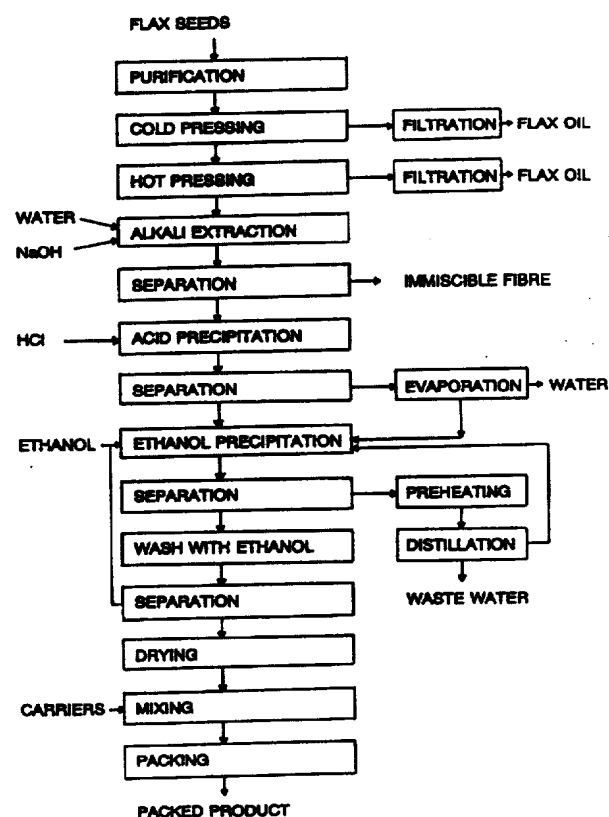 FLAX SEEDS
PURIFICATION
COLD PRESSING
FILTRATION
FLAX OIL
HOT PRESSING
FILTRATION
FLAX OIL
WATER
NaOH
ALKALI EXTRACTION
SEPARATION
IMMISCIBLE FIBRE
HCl
ACID PRECIPITATION
SEPARATION
EVAPORATION
WATER
ETHANOL
ETHANOL PRECIPITATION
SEPARATION
PREHEATING
WASH WITH ETHANOL
DISTILLATION
SEPARATION
WASTE WATER
DRYING
CARRIERS
MIXING
PACKING
PACKED PRODUCT